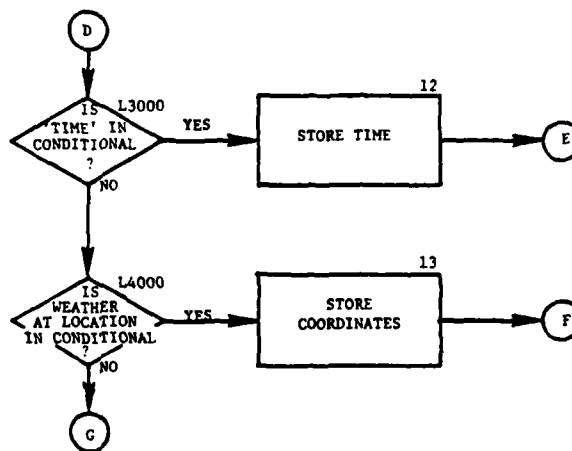 D
IS L3000
'TIME' IN
CONDITIONAL
?
YES
NO
12
STORE TIME
E
IS L4000
WEATHER
AT LOCATION
IN CONDITIONAL
?
YES
NO
13
STORE
COORDINATES
F
G